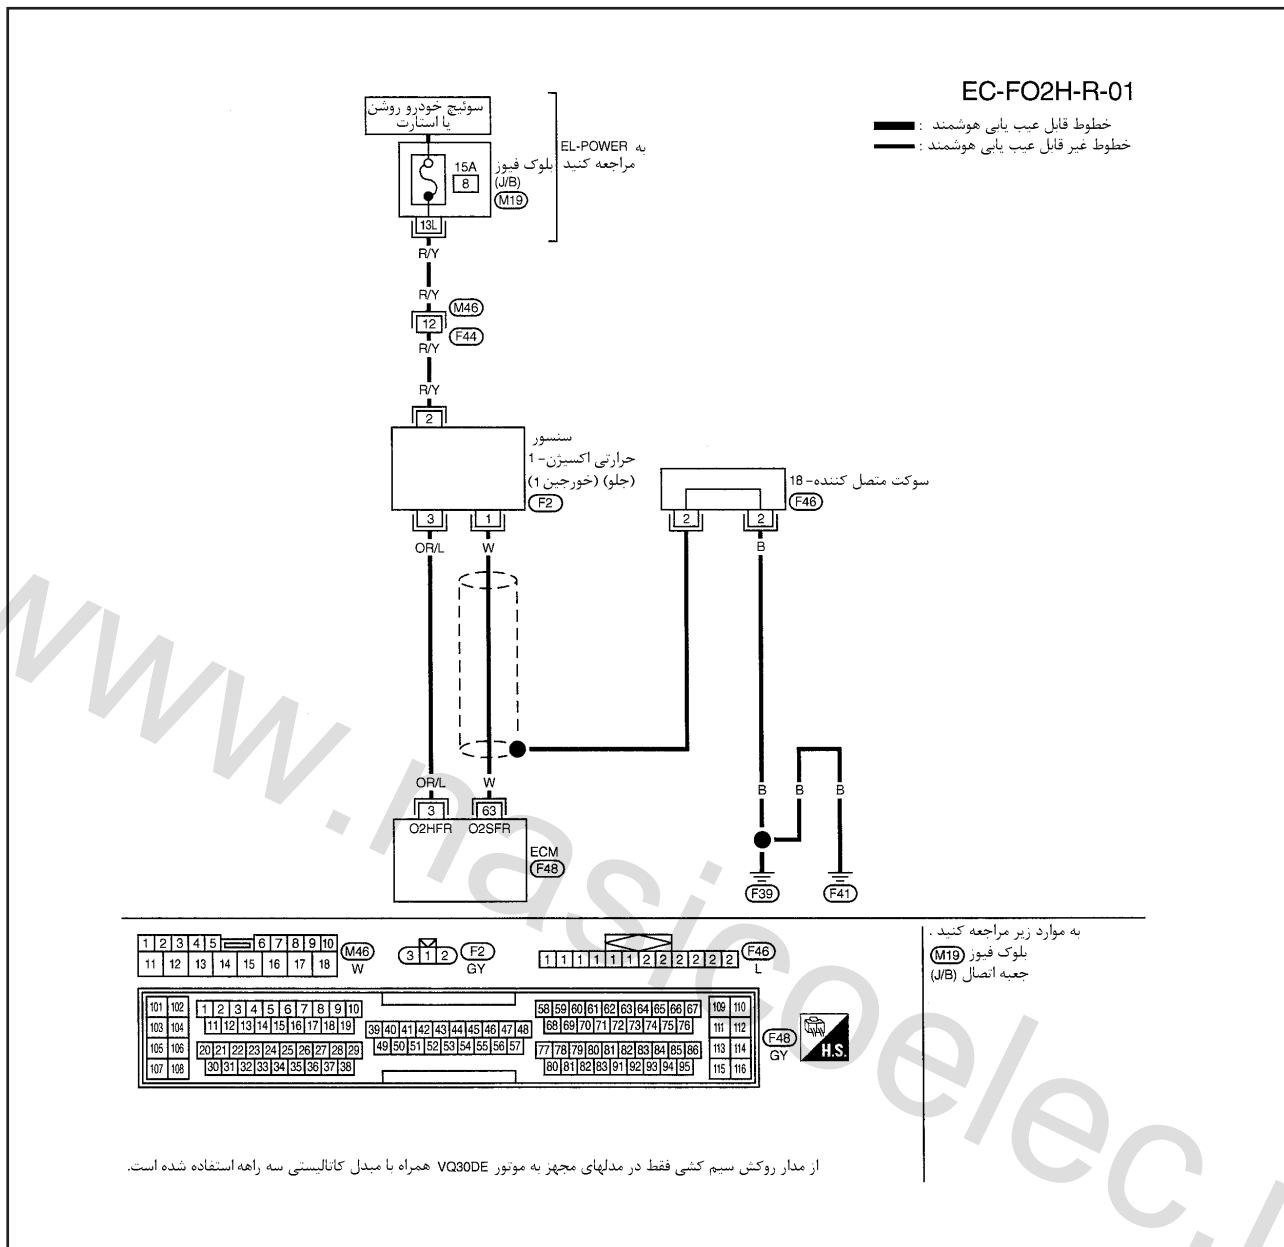 EC-FO2H-R-01
خطوط قابل عیب یابی هوشمند :
خطوط غیر قابل عیب یابی هوشمند :
سوئیچ خودرو روشن
یا استارت
به EL-POWER
مراجعه کنید
بلوک فیوز
(J/B)
M19
15A
8
13L
R/Y
R/Y
M46
12
F44
R/Y
R/Y
2
سنسور
حرارتی اکسیژن- 1
(جلو) (خورجین 1)
F2
سوکت متصل کننده- 18
F46
3 1
2 2
OR/L W
B
OR/L W
B B B
3 63
O2HFR O2SFR
ECM
F48
F39 F41
1 2 3 4 5 6 7 8 9 10
11 12 13 14 15 16 17 18
M46
W
3 1 2
F2
GY
1 1 1 1 1 1 2 2 2 2 2 2
F46
L
به موارد زیر مراجعه کنید .
بلوک فیوز M19
جعبه اتصال (J/B)
101 102
103 104
105 106
107 108
1 2 3 4 5 6 7 8 9 10
11 12 13 14 15 16 17 18 19
20 21 22 23 24 25 26 27 28 29
30 31 32 33 34 35 36 37 38
39 40 41 42 43 44 45 46 47 48
49 50 51 52 53 54 55 56 57
58 59 60 61 62 63 64 65 66 67
68 69 70 71 72 73 74 75 76
77 78 79 80 81 82 83 84 85 86
80 81 82 83 91 92 93 94 95
109 110
111 112
113 114
115 116
F48
GY
H.S.
از مدار روکش سیم کشی فقط در مدلهای مجهز به موتور VQ30DE همراه با مبدل کاتالیستی سه راهه استفاده شده است.
www.nasicoelec.